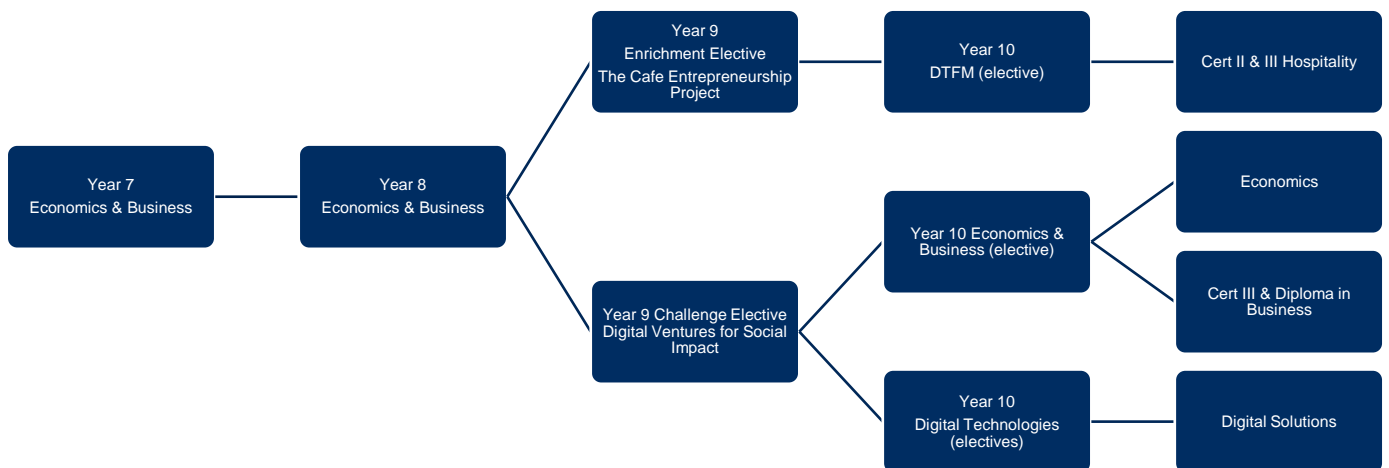 Year 7
Economics & Business
Year 8
Economics & Business
Year 9
Enrichment Elective
The Cafe Entrepreneurship
Project
Year 9 Challenge Elective
Digital Ventures for Social
Impact
Year 10
DTFM (elective)
Year 10 Economics &
Business (elective)
Year 10
Digital Technologies
(electives)
Cert II & III Hospitality
Economics
Cert III & Diploma in
Business
Digital Solutions